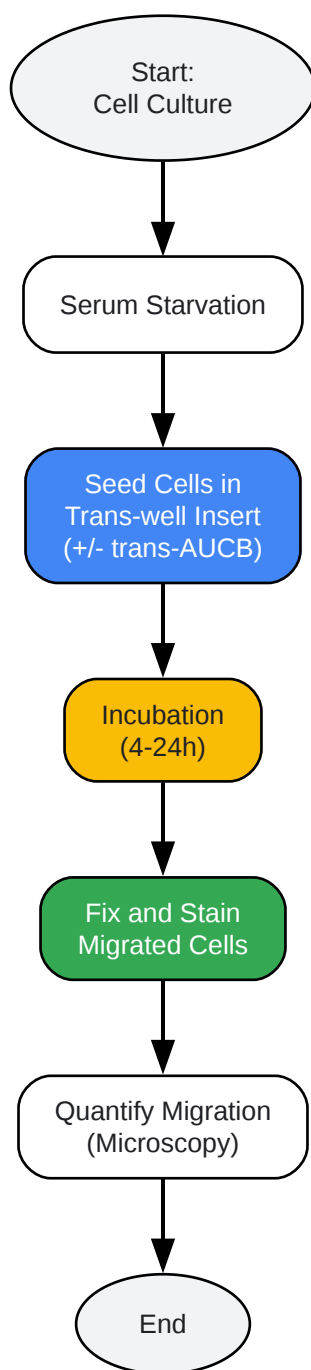 Start:
Cell Culture
Serum Starvation
Seed Cells in
Trans-well Insert
(+/- trans-AUCB)
Incubation
(4-24h)
Fix and Stain
Migrated Cells
Quantify Migration
(Microscopy)
End